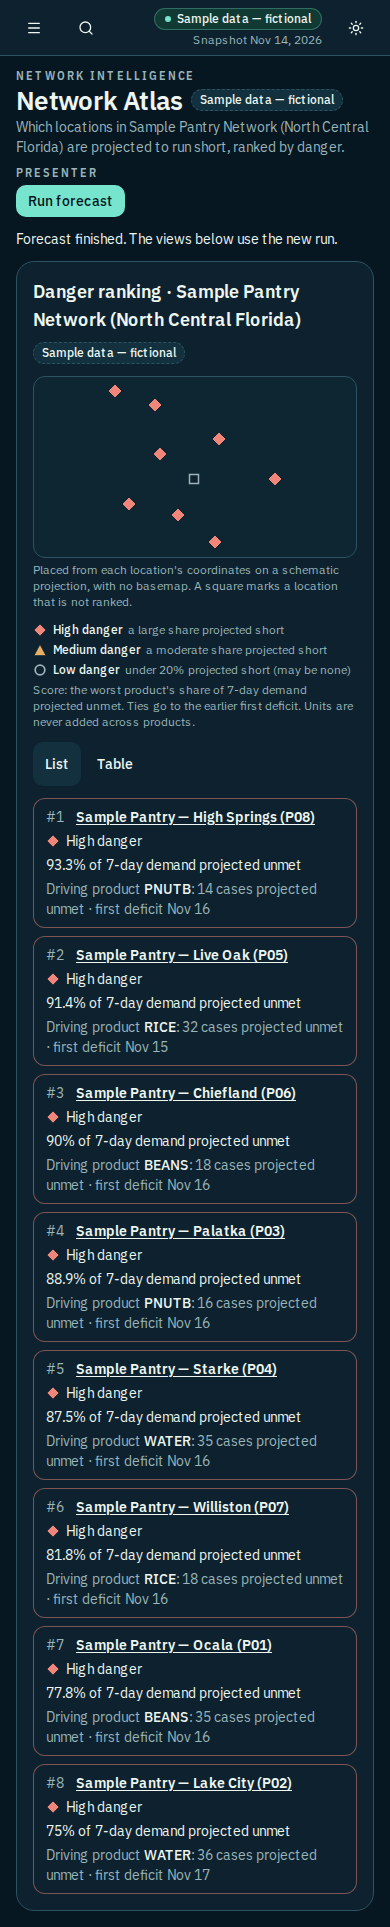 Sample data — fictional
Snapshot Nov 14, 2026
NETWORK INTELLIGENCE
Network Atlas Sample data — fictional
Which locations in Sample Pantry Network (North Central
Florida) are projected to run short, ranked by danger.
PRESENTER
Run forecast
Forecast finished. The views below use the new run.
Danger ranking · Sample Pantry
Network (North Central Florida)
Sample data — fictional
Placed from each location's coordinates on a schematic
projection, with no basemap. A square marks a location
that is not ranked.
High danger a large share projected short
Medium danger a moderate share projected short
Low danger under 20% projected short (may be none)
Score: the worst product's share of 7-day demand
projected unmet. Ties go to the earlier first deficit. Units are
never added across products.
List Table
#1 Sample Pantry — High Springs (P08)
High danger
93.3% of 7-day demand projected unmet
Driving product PNUTB: 14 cases projected
unmet · first deficit Nov 16
#2 Sample Pantry — Live Oak (P05)
High danger
91.4% of 7-day demand projected unmet
Driving product RICE: 32 cases projected unmet
· first deficit Nov 15
#3 Sample Pantry — Chiefland (P06)
High danger
90% of 7-day demand projected unmet
Driving product BEANS: 18 cases projected
unmet · first deficit Nov 16
#4 Sample Pantry — Palatka (P03)
High danger
88.9% of 7-day demand projected unmet
Driving product PNUTB: 16 cases projected
unmet · first deficit Nov 16
#5 Sample Pantry — Starke (P04)
High danger
87.5% of 7-day demand projected unmet
Driving product WATER: 35 cases projected
unmet · first deficit Nov 16
#6 Sample Pantry — Williston (P07)
High danger
81.8% of 7-day demand projected unmet
Driving product RICE: 18 cases projected unmet
· first deficit Nov 16
#7 Sample Pantry — Ocala (P01)
High danger
77.8% of 7-day demand projected unmet
Driving product BEANS: 35 cases projected
unmet · first deficit Nov 16
#8 Sample Pantry — Lake City (P02)
High danger
75% of 7-day demand projected unmet
Driving product WATER: 36 cases projected
unmet · first deficit Nov 17